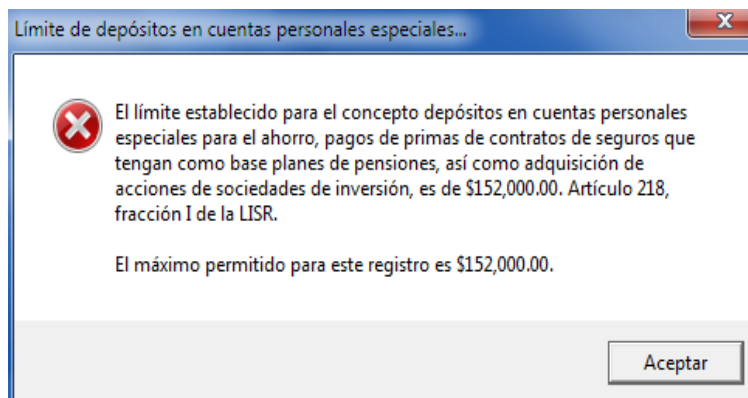 Límite de depósitos en cuentas personales especiales...
El límite establecido para el concepto depósitos en cuentas personales
especiales para el ahorro, pagos de primas de contratos de seguros que
tengan como base planes de pensiones, así como adquisición de
acciones de sociedades de inversión, es de $152,000.00. Artículo 218,
fracción I de la LISR.
El máximo permitido para este registro es $152,000.00.
Aceptar